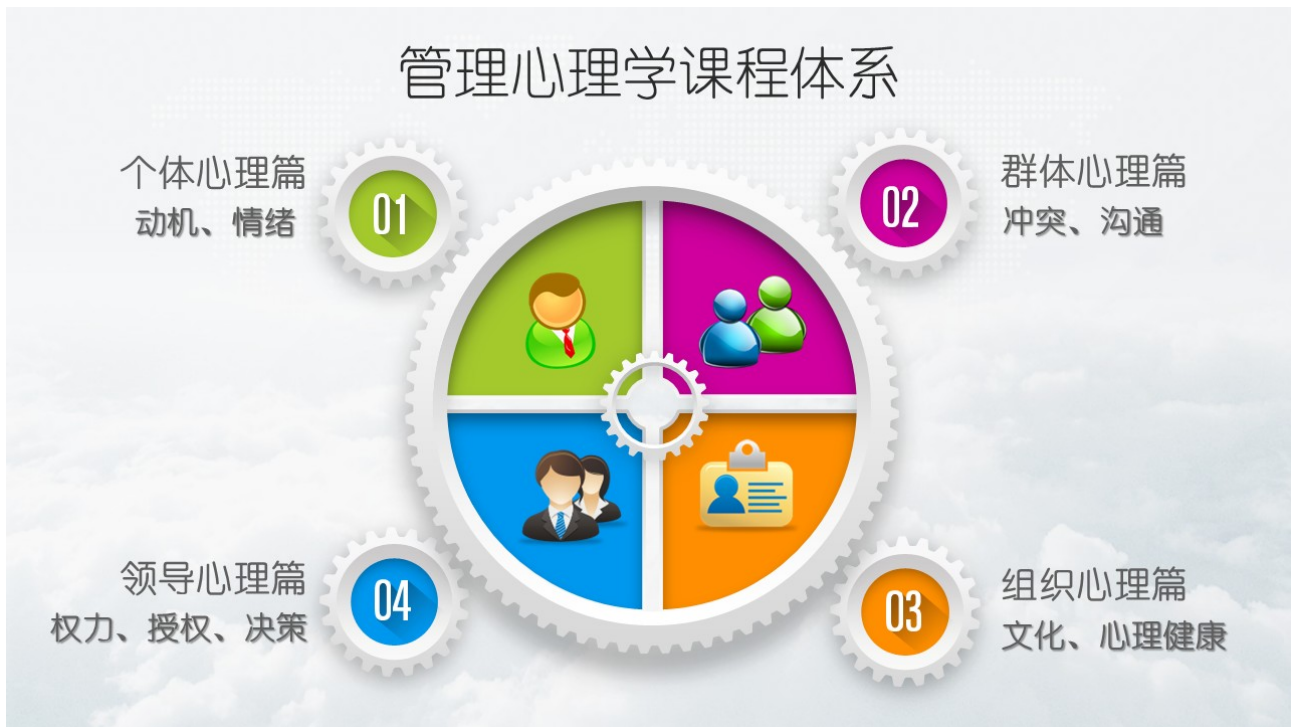 管理心理学课程体系
个体心理篇
动机、情绪
01
02
群体心理篇
冲突、沟通
领导心理篇
权力、授权、决策
04
03
组织心理篇
文化、心理健康